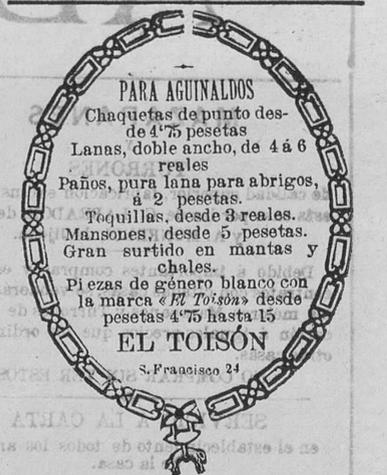 PARA AGUINALDOS
Chaquetas de punto des-
de 4'75 pesetas
Lanas, doble ancho, de 4 á 6
reales
Paños, pura lana para abrigos,
á 2 pesetas.
Toquillas, desde 3 reales.
Mansones, desde 5 pesetas.
Gran surtido en mantas y
chales.
Piezas de género blanco con
la marca «El Toisón» desde
pesetas 4'75 hasta 15
EL TOISÓN
S. Francisco 24